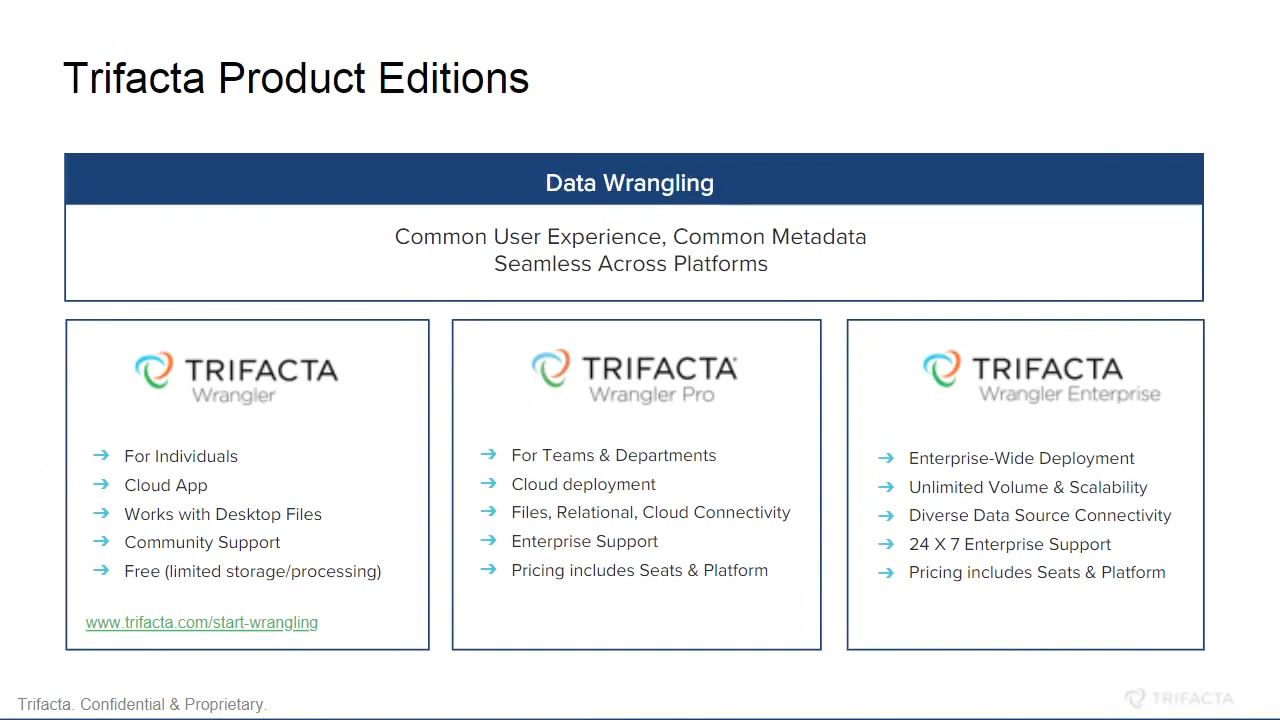 Trifacta Product Editions
Data Wrangling
Common User Experience, Common Metadata
Seamless Across Platforms
TRIFACTA
Wrangler
➔ For Individuals
➔ Cloud App
➔ Works with Desktop Files
➔ Community Support
➔ Free (limited storage/processing)
www.trifacta.com/start-wrangling
TRIFACTA
Wrangler Pro
➔ For Teams & Departments
➔ Cloud deployment
➔ Files, Relational, Cloud Connectivity
➔ Enterprise Support
➔ Pricing includes Seats & Platform
TRIFACTA
Wrangler Enterprise
➔ Enterprise-Wide Deployment
➔ Unlimited Volume & Scalability
➔ Diverse Data Source Connectivity
➔ 24 X 7 Enterprise Support
➔ Pricing includes Seats & Platform
Trifacta. Confidential & Proprietary.
TRIFACTA